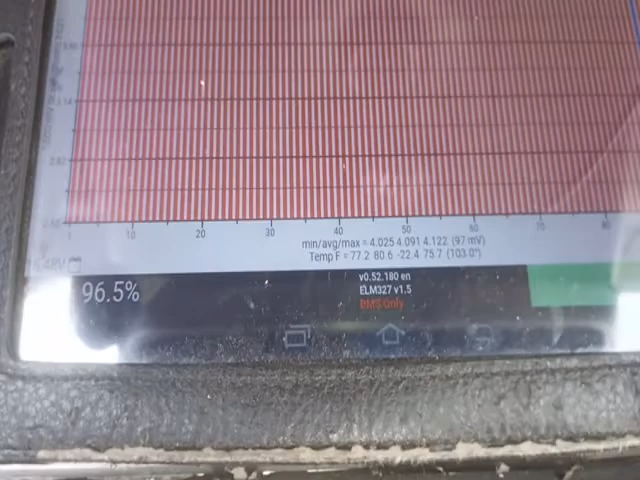 1 10 20 30 40 50 60 70 80
min/avg/max = 4.025 4.091 4.122 (97 mV)
Temp F = 77.2 80.6 -22.4 75.7 (103.0°)
96.5%
v0.52.180 en
ELM327 v1.5
BMS Only